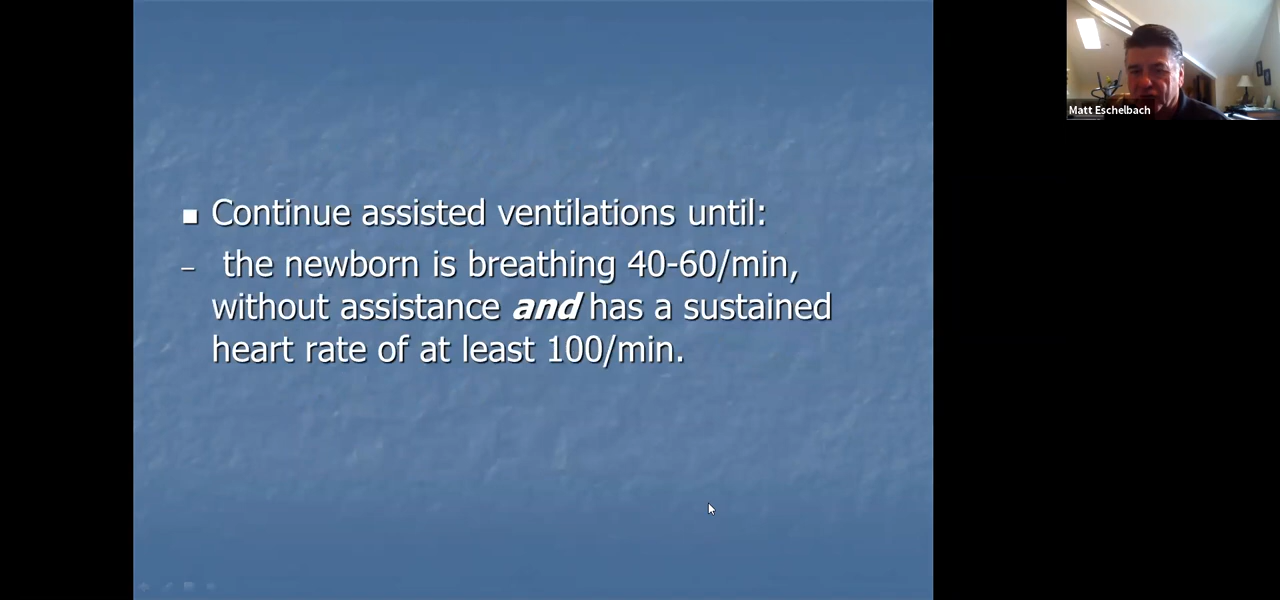 ■ Continue assisted ventilations until:
– the newborn is breathing 40-60/min,
without assistance and has a sustained
heart rate of at least 100/min.
Matt Eschelbach